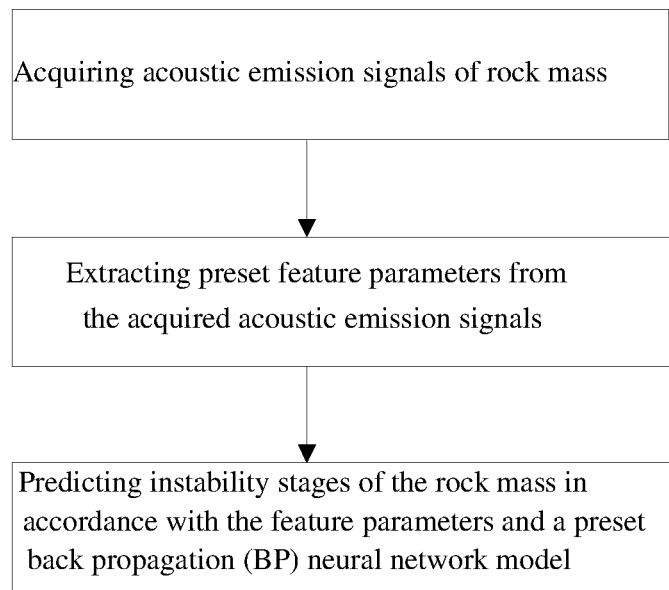 Acquiring acoustic emission signals of rock mass
Extracting preset feature parameters from
the acquired acoustic emission signals
Predicting instability stages of the rock mass in
accordance with the feature parameters and a preset
back propagation (BP) neural network model